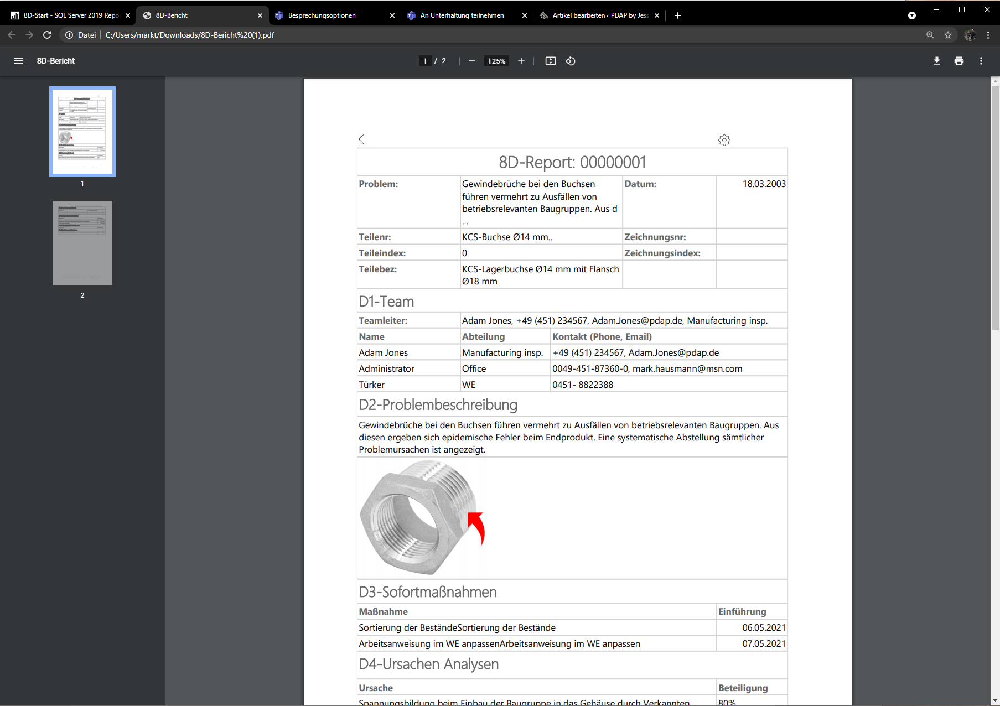 8D-Start - SQL Server 2019 Repo
8D-Bericht
Besprechungsoptionen
An Unterhaltung teilnehmen
Artikel bearbeiten ‹ PDAP by Jess
Datei C:/Users/markt/Downloads/8D-Bericht%20(1).pdf
8D-Bericht
1 / 2
125%
1
2
8D-Report: 00000001
Problem: Gewindebrüche bei den Buchsen Datum: 18.03.2003
führen vermehrt zu Ausfällen von
betriebsrelevanten Baugruppen. Aus d
...
Teilenr: KCS-Buchse Ø14 mm.. Zeichnungsnr:
Teileindex: 0 Zeichnungsindex:
Teilebez: KCS-Lagerbuchse Ø14 mm mit Flansch
Ø18 mm
D1-Team
Teamleiter: Adam Jones, +49 (451) 234567, Adam.Jones@pdap.de, Manufacturing insp.
Name Abteilung Kontakt (Phone, Email)
Adam Jones Manufacturing insp. +49 (451) 234567, Adam.Jones@pdap.de
Administrator Office 0049-451-87360-0, mark.hausmann@msn.com
Türker WE 0451- 8822388
D2-Problembeschreibung
Gewindebrüche bei den Buchsen führen vermehrt zu Ausfällen von betriebsrelevanten Baugruppen. Aus
diesen ergeben sich epidemische Fehler beim Endprodukt. Eine systematische Abstellung sämtlicher
Problemursachen ist angezeigt.
D3-Sofortmaßnahmen
Maßnahme Einführung
Sortierung der BeständeSortierung der Bestände 06.05.2021
Arbeitsanweisung im WE anpassenArbeitsanweisung im WE anpassen 07.05.2021
D4-Ursachen Analysen
Ursache Beteiligung
Spannungsbildung beim Einbau der Baugruppe in das Gehäuse durch Verkannten 80%